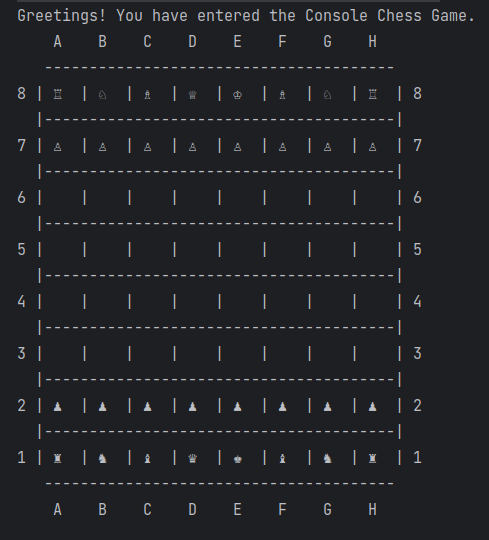 Greetings! You have entered the Console Chess Game.
    A    B    C    D    E    F    G    H
   ---------------------------------------
8 | ♖  | ♘  | ♗  | ♕  | ♔  | ♗  | ♘  | ♖  | 8
  |---------------------------------------|
7 | ♙  | ♙  | ♙  | ♙  | ♙  | ♙  | ♙  | ♙  | 7
  |---------------------------------------|
6 |    |    |    |    |    |    |    |    | 6
  |---------------------------------------|
5 |    |    |    |    |    |    |    |    | 5
  |---------------------------------------|
4 |    |    |    |    |    |    |    |    | 4
  |---------------------------------------|
3 |    |    |    |    |    |    |    |    | 3
  |---------------------------------------|
2 | ♟  | ♟  | ♟  | ♟  | ♟  | ♟  | ♟  | ♟  | 2
  |---------------------------------------|
1 | ♜  | ♞  | ♝  | ♛  | ♚  | ♝  | ♞  | ♜  | 1
   ---------------------------------------
    A    B    C    D    E    F    G    H